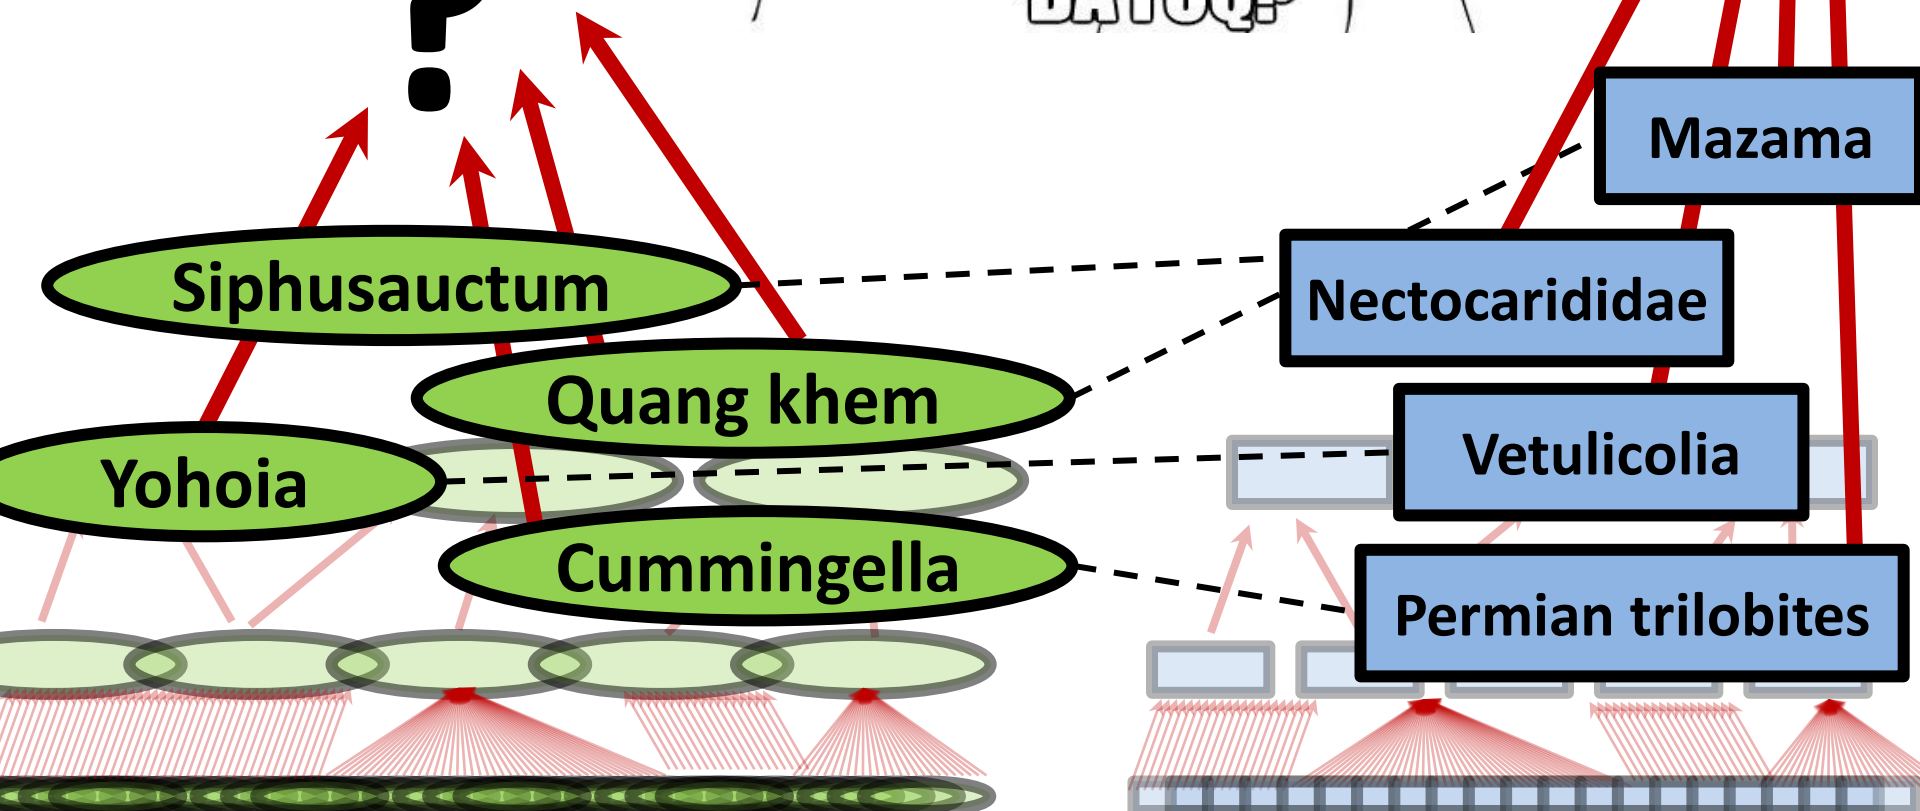 ?
Mazama
Siphusauctum
Nectocarididae
Quang khem
Vetulicolia
Yohoia
Cummingella
Permian trilobites